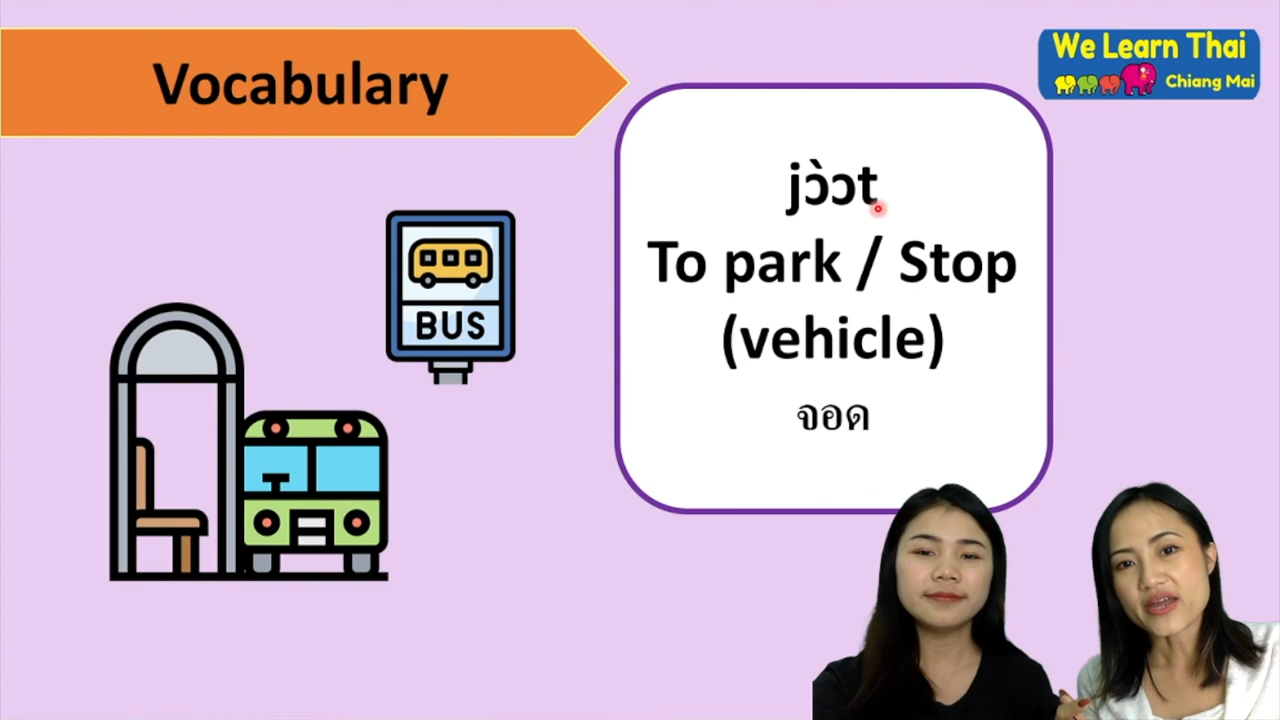 Vocabulary
We Learn Thai
Chiang Mai
jɔ̀ɔt
To park / Stop
(vehicle)
จอด
BUS